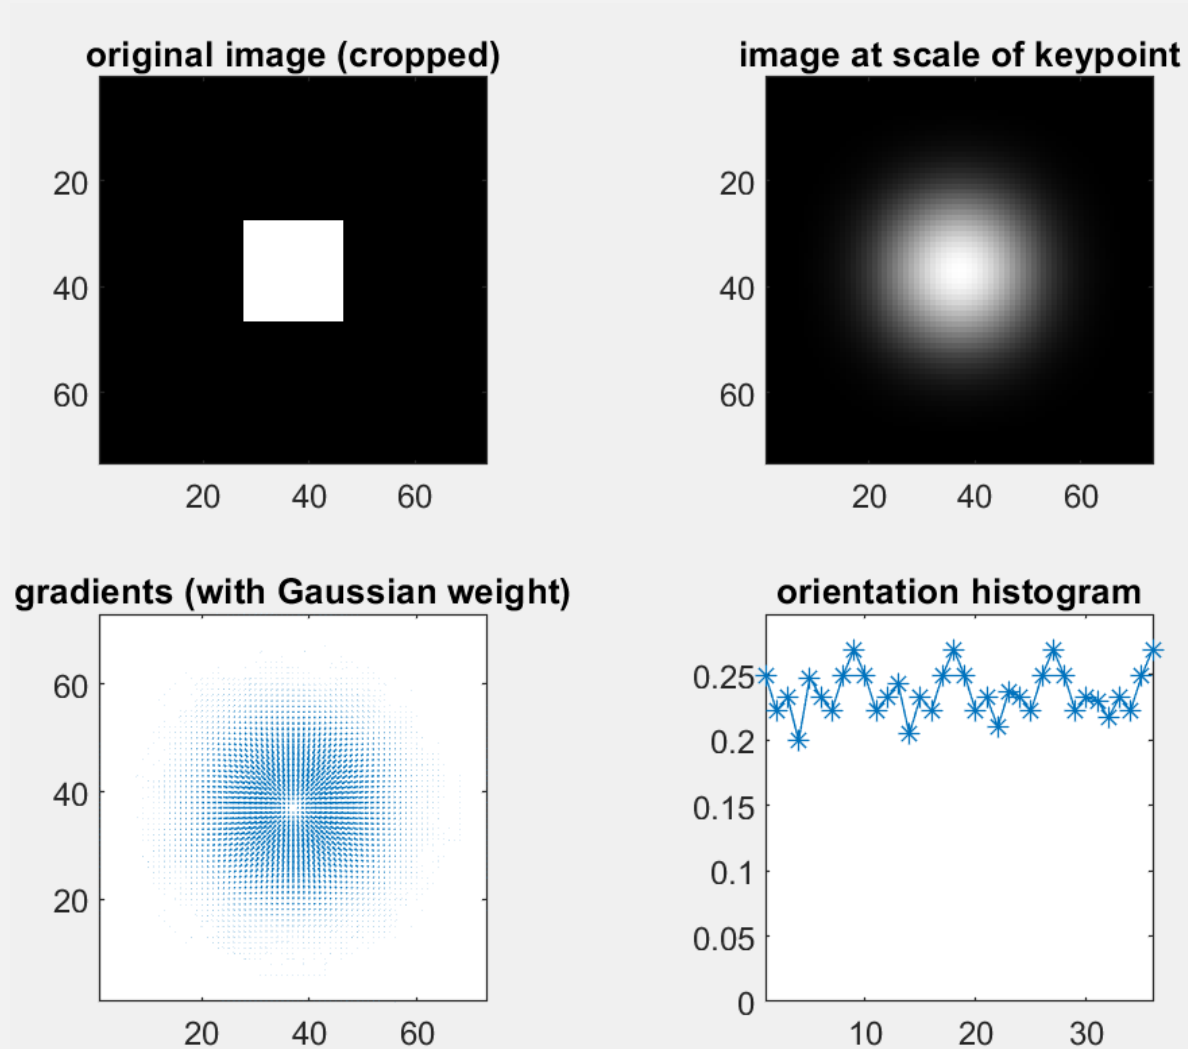 original image (cropped)
20
40
60
20 40 60
image at scale of keypoint
20
40
60
20 40 60
gradients (with Gaussian weight)
60
40
20
20 40 60
orientation histogram
0.25
0.2
0.15
0.1
0.05
0
10 20 30